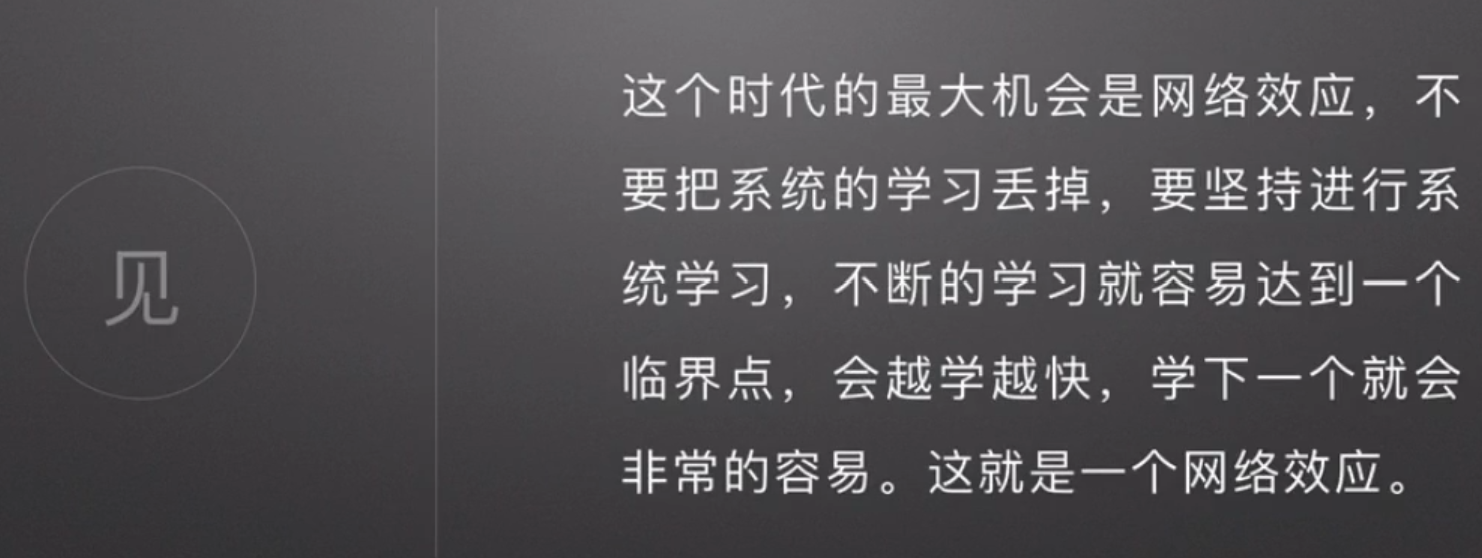 见
这个时代的最大机会是网络效应，不
要把系统的学习丢掉，要坚持进行系
统学习，不断的学习就容易达到一个
临界点，会越学越快，学下一个就会
非常的容易。这就是一个网络效应。